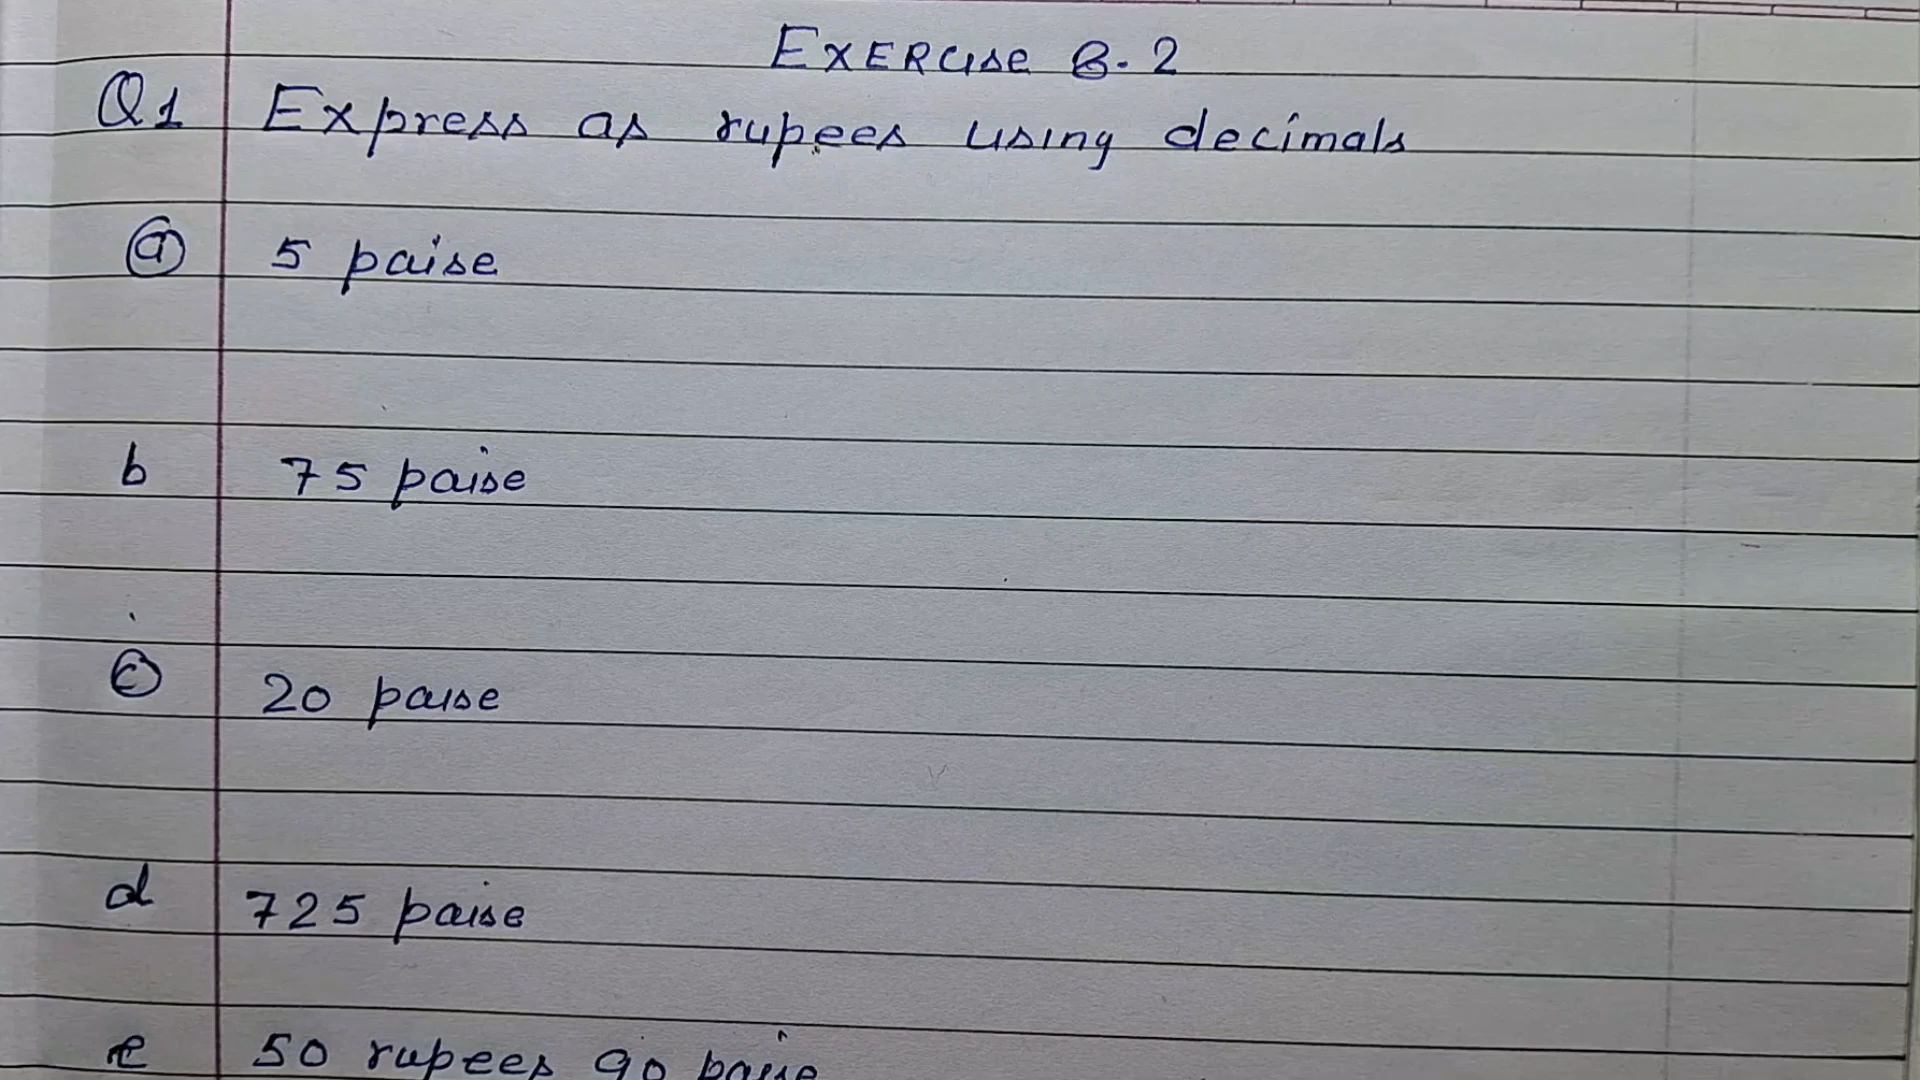 Exercise 8.2
Q1 Express as rupees using decimals
a 5 paise
b 75 paise
c 20 paise
d 725 paise
e 50 rupees 90 paise